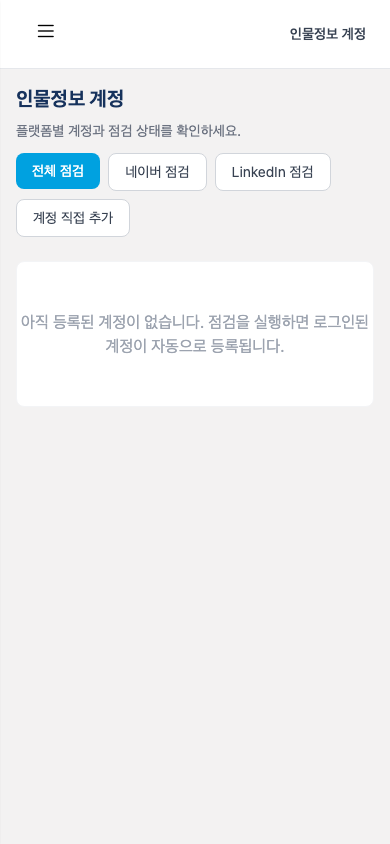 인물정보 계정
인물정보 계정
플랫폼별 계정과 점검 상태를 확인하세요.
전체 점검
네이버 점검
LinkedIn 점검
계정 직접 추가
아직 등록된 계정이 없습니다. 점검을 실행하면 로그인된
계정이 자동으로 등록됩니다.